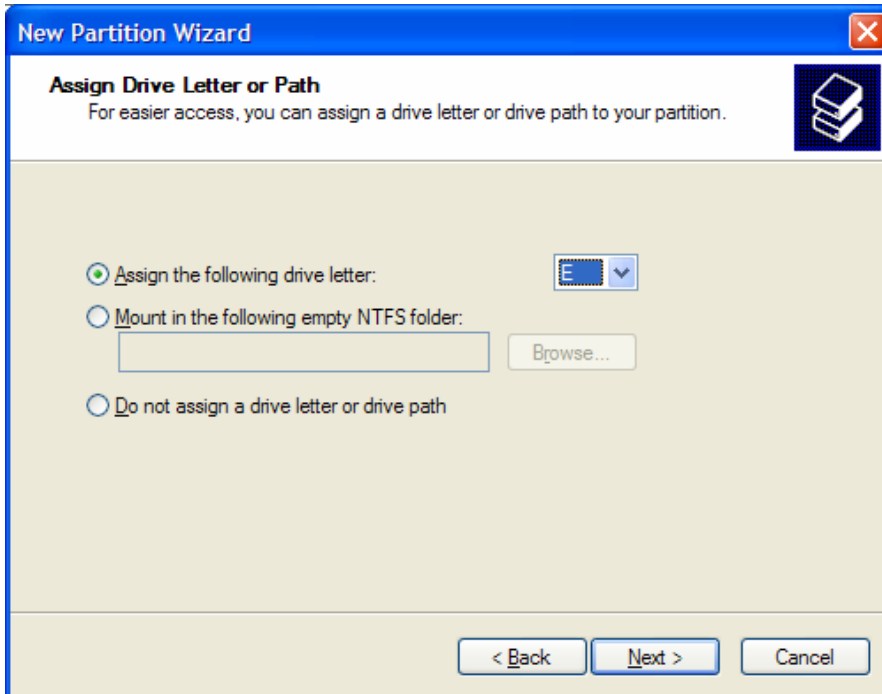 New Partition Wizard
Assign Drive Letter or Path
For easier access, you can assign a drive letter or drive path to your partition.
Assign the following drive letter: E
Mount in the following empty NTFS folder:
Browse...
Do not assign a drive letter or drive path
< Back Next > Cancel